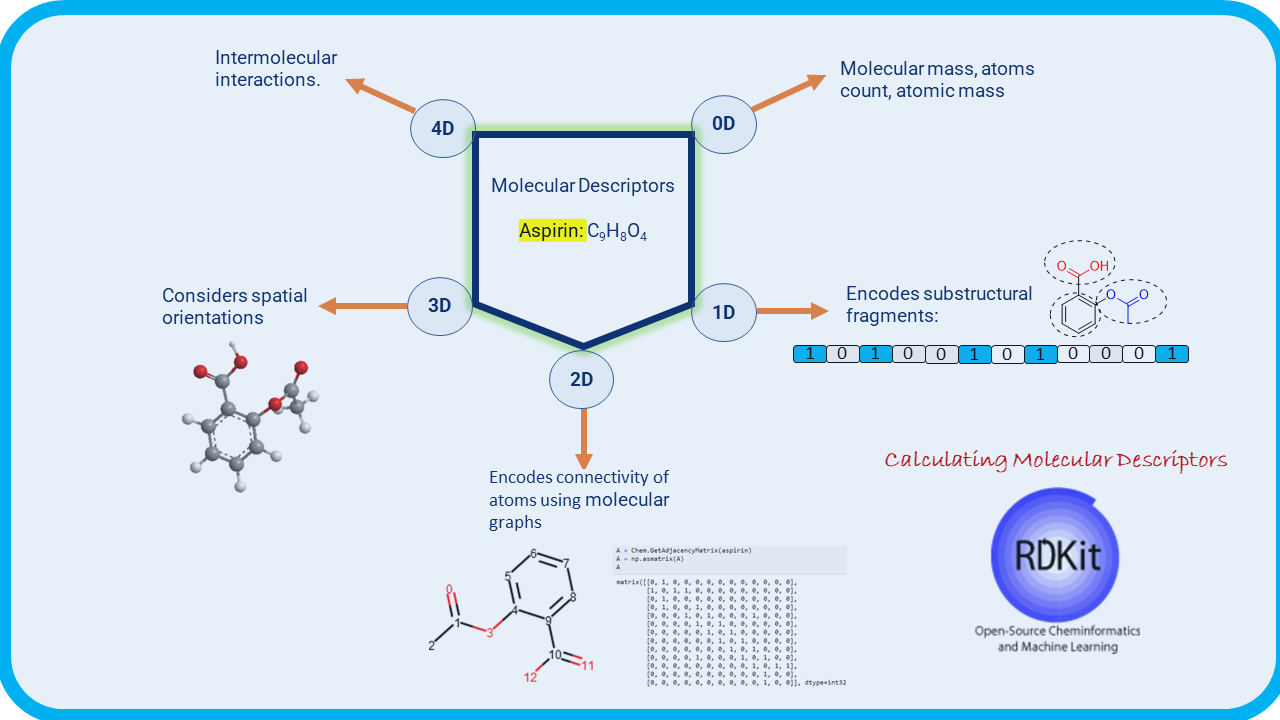 Intermolecular
interactions.
4D
0D
Molecular mass, atoms
count, atomic mass
Molecular Descriptors
Aspirin: C₉H₈O₄
Considers spatial
orientations
3D
1D
Encodes substructural
fragments:
O
OH
O
O
1 0 1 0 0 1 0 1 0 0 0 1
2D
Encodes connectivity of
atoms using molecular
graphs
0
1
2
3
4
5
6
7
8
9
10
11
12
A = Chem.GetAdjacencyMatrix(aspirin)
A = np.asmatrix(A)
A
matrix([[0, 1, 0, 0, 0, 0, 0, 0, 0, 0, 0, 0, 0],
[1, 0, 1, 1, 0, 0, 0, 0, 0, 0, 0, 0, 0],
[0, 1, 0, 0, 0, 0, 0, 0, 0, 0, 0, 0, 0],
[0, 1, 0, 0, 1, 0, 0, 0, 0, 0, 0, 0, 0],
[0, 0, 0, 1, 0, 1, 0, 0, 0, 1, 0, 0, 0],
[0, 0, 0, 0, 1, 0, 1, 0, 0, 0, 0, 0, 0],
[0, 0, 0, 0, 0, 1, 0, 1, 0, 0, 0, 0, 0],
[0, 0, 0, 0, 0, 0, 1, 0, 1, 0, 0, 0, 0],
[0, 0, 0, 0, 0, 0, 0, 1, 0, 1, 0, 0, 0],
[0, 0, 0, 0, 1, 0, 0, 0, 1, 0, 1, 0, 0],
[0, 0, 0, 0, 0, 0, 0, 0, 0, 1, 0, 1, 1],
[0, 0, 0, 0, 0, 0, 0, 0, 0, 0, 1, 0, 0],
[0, 0, 0, 0, 0, 0, 0, 0, 0, 0, 1, 0, 0]], dtype=int32
Calculating Molecular Descriptors
RDKit
Open-Source Cheminformatics
and Machine Learning